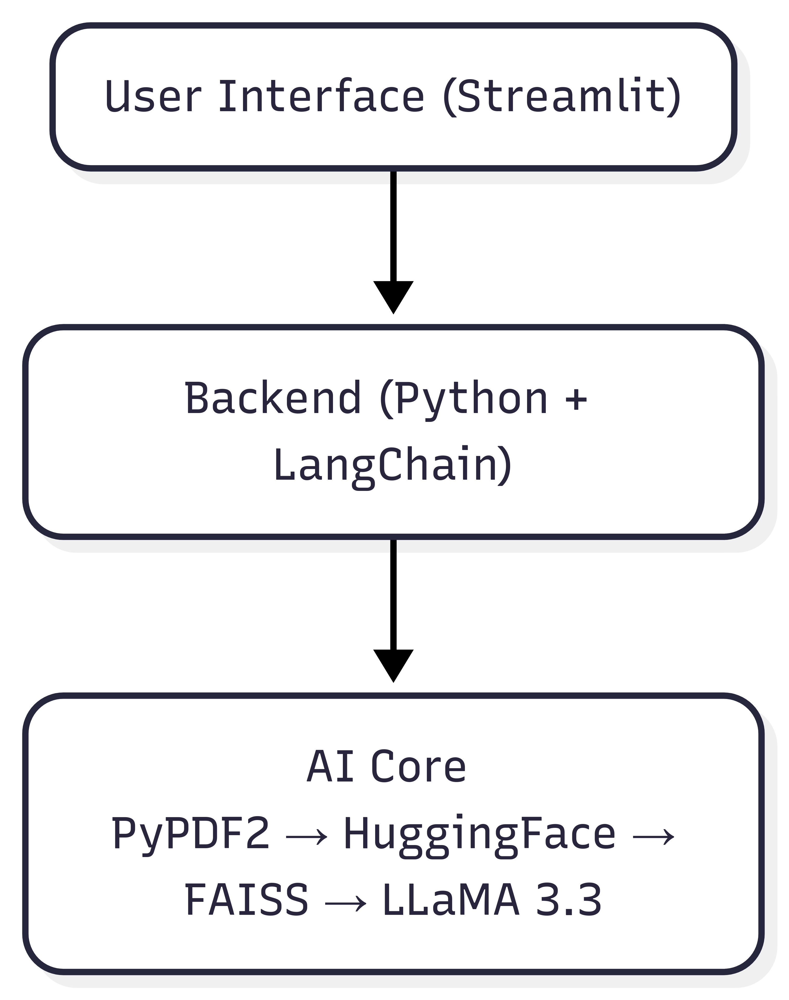 User Interface (Streamlit)
Backend (Python +
LangChain)
AI Core
PyPDF2 → HuggingFace →
FAISS → LLaMA 3.3